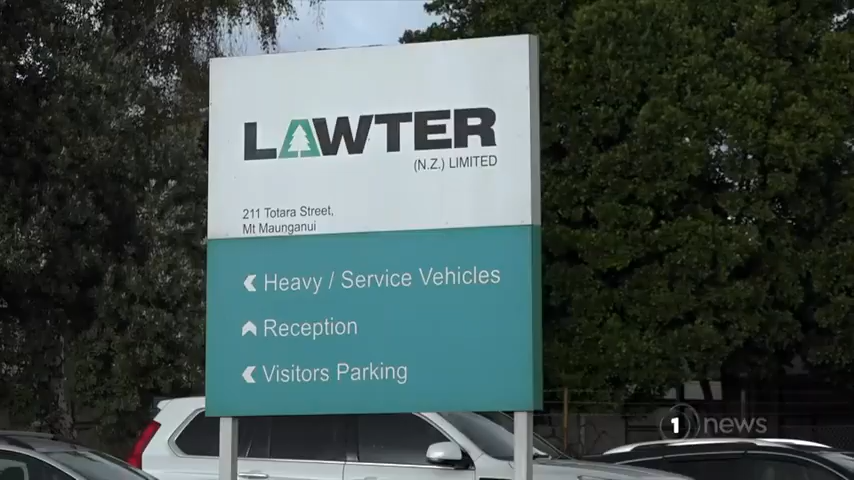 LAWTER
(N.Z.) LIMITED
211 Totara Street,
Mt Maunganui
Heavy / Service Vehicles
Reception
Visitors Parking
1 news